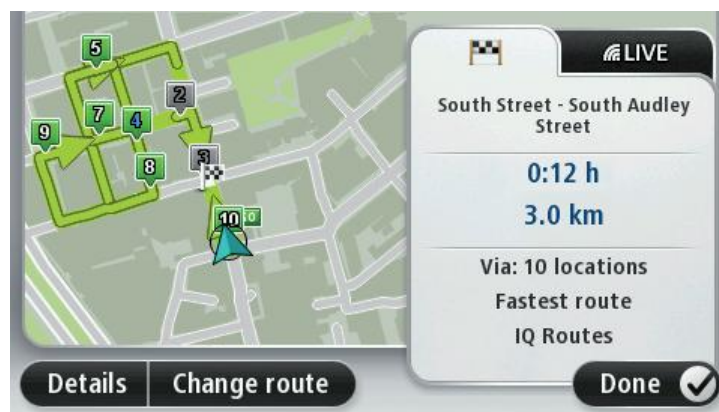 5
2
7
4
9
3
8
10
LIVE
South Street - South Audley
Street
0:12 h
3.0 km
Via: 10 locations
Fastest route
IQ Routes
Details
Change route
Done